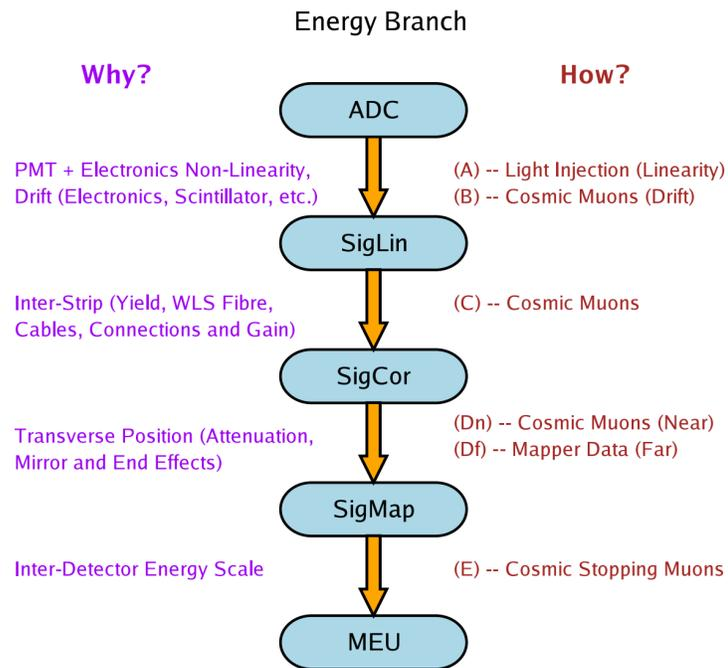 Energy Branch
Why?
How?
ADC
PMT + Electronics Non-Linearity,
Drift (Electronics, Scintillator, etc.)
(A) -- Light Injection (Linearity)
(B) -- Cosmic Muons (Drift)
SigLin
Inter-Strip (Yield, WLS Fibre,
Cables, Connections and Gain)
(C) -- Cosmic Muons
SigCor
Transverse Position (Attenuation,
Mirror and End Effects)
(Dn) -- Cosmic Muons (Near)
(Df) -- Mapper Data (Far)
SigMap
Inter-Detector Energy Scale
(E) -- Cosmic Stopping Muons
MEU